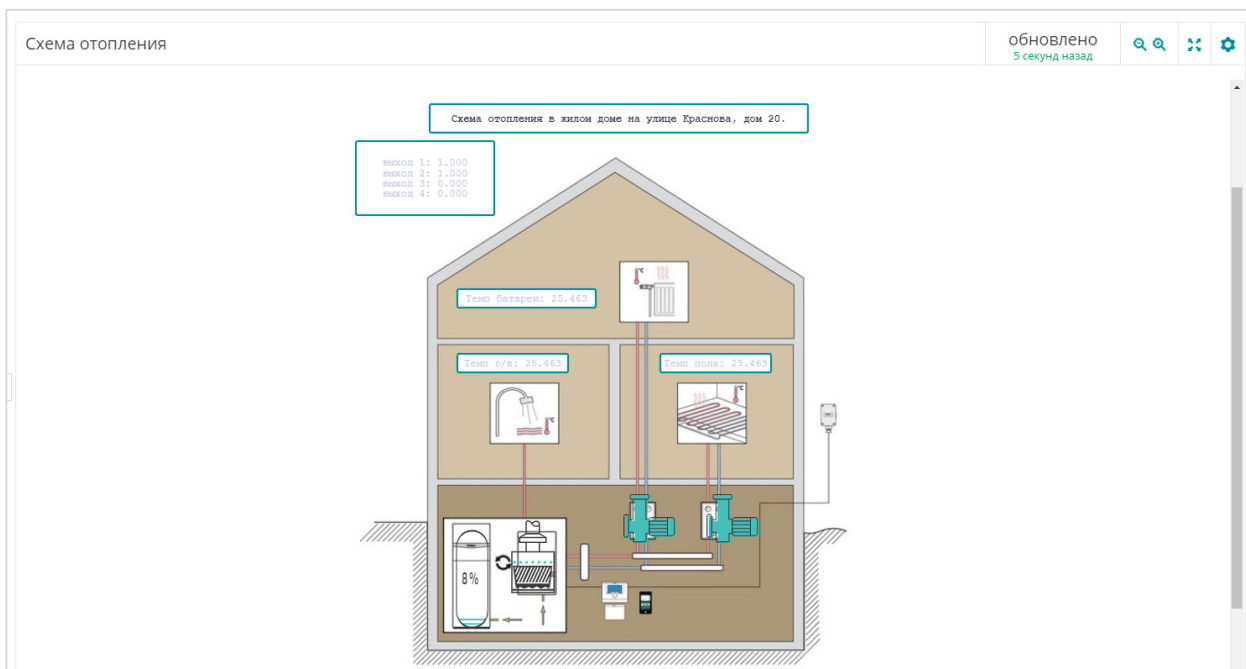 Схема отопления
обновлено
5 секунд назад
Схема отопления в жилом доме на улице Краснова, дом 20.
выход 1: 1.000
выход 2: 1.000
выход 3: 0.000
выход 4: 0.000
°C
Темп батареи: 25.463
Темп г/в: 25.463
Темп пола: 25.463
°C
°C
8%